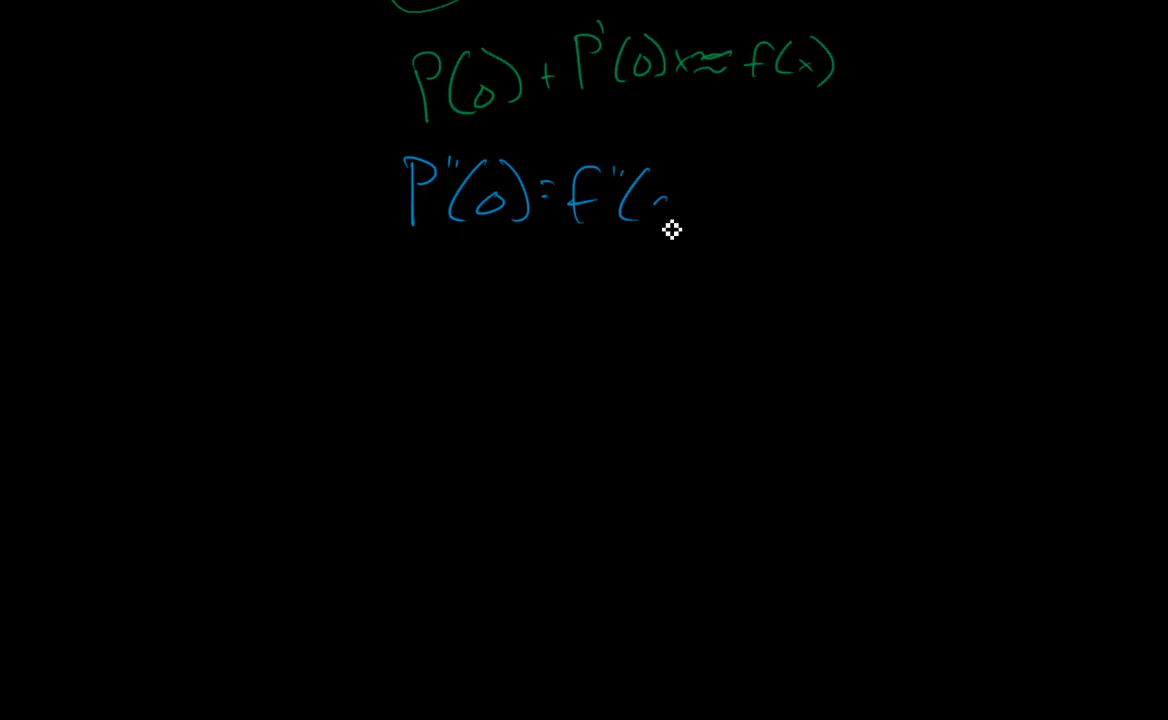 P(0) + P'(0)x ≈ f(x)
P"(0) = f"(